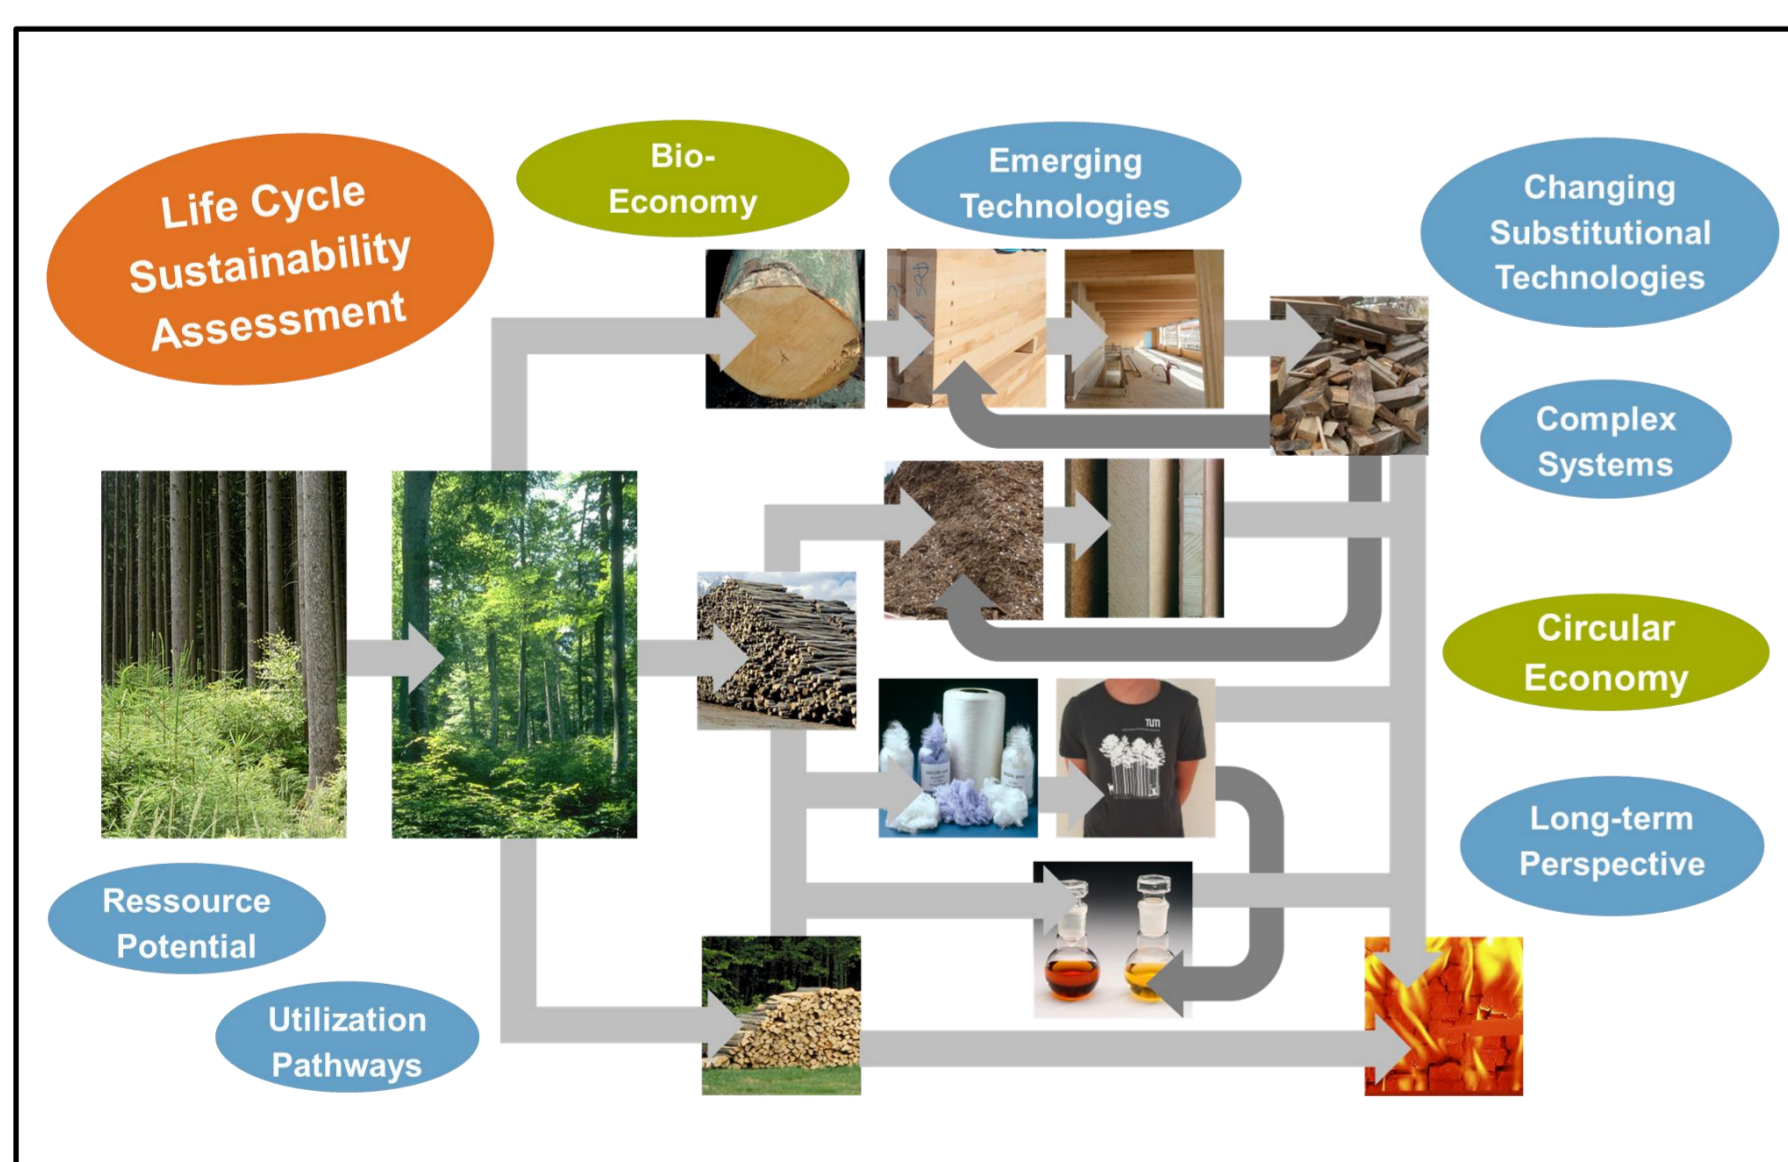 Life Cycle
Sustainability
Assessment
Bio-
Economy
Emerging
Technologies
Changing
Substitutional
Technologies
Complex
Systems
Circular
Economy
TUM
Long-term
Perspective
Ressource
Potential
Utilization
Pathways